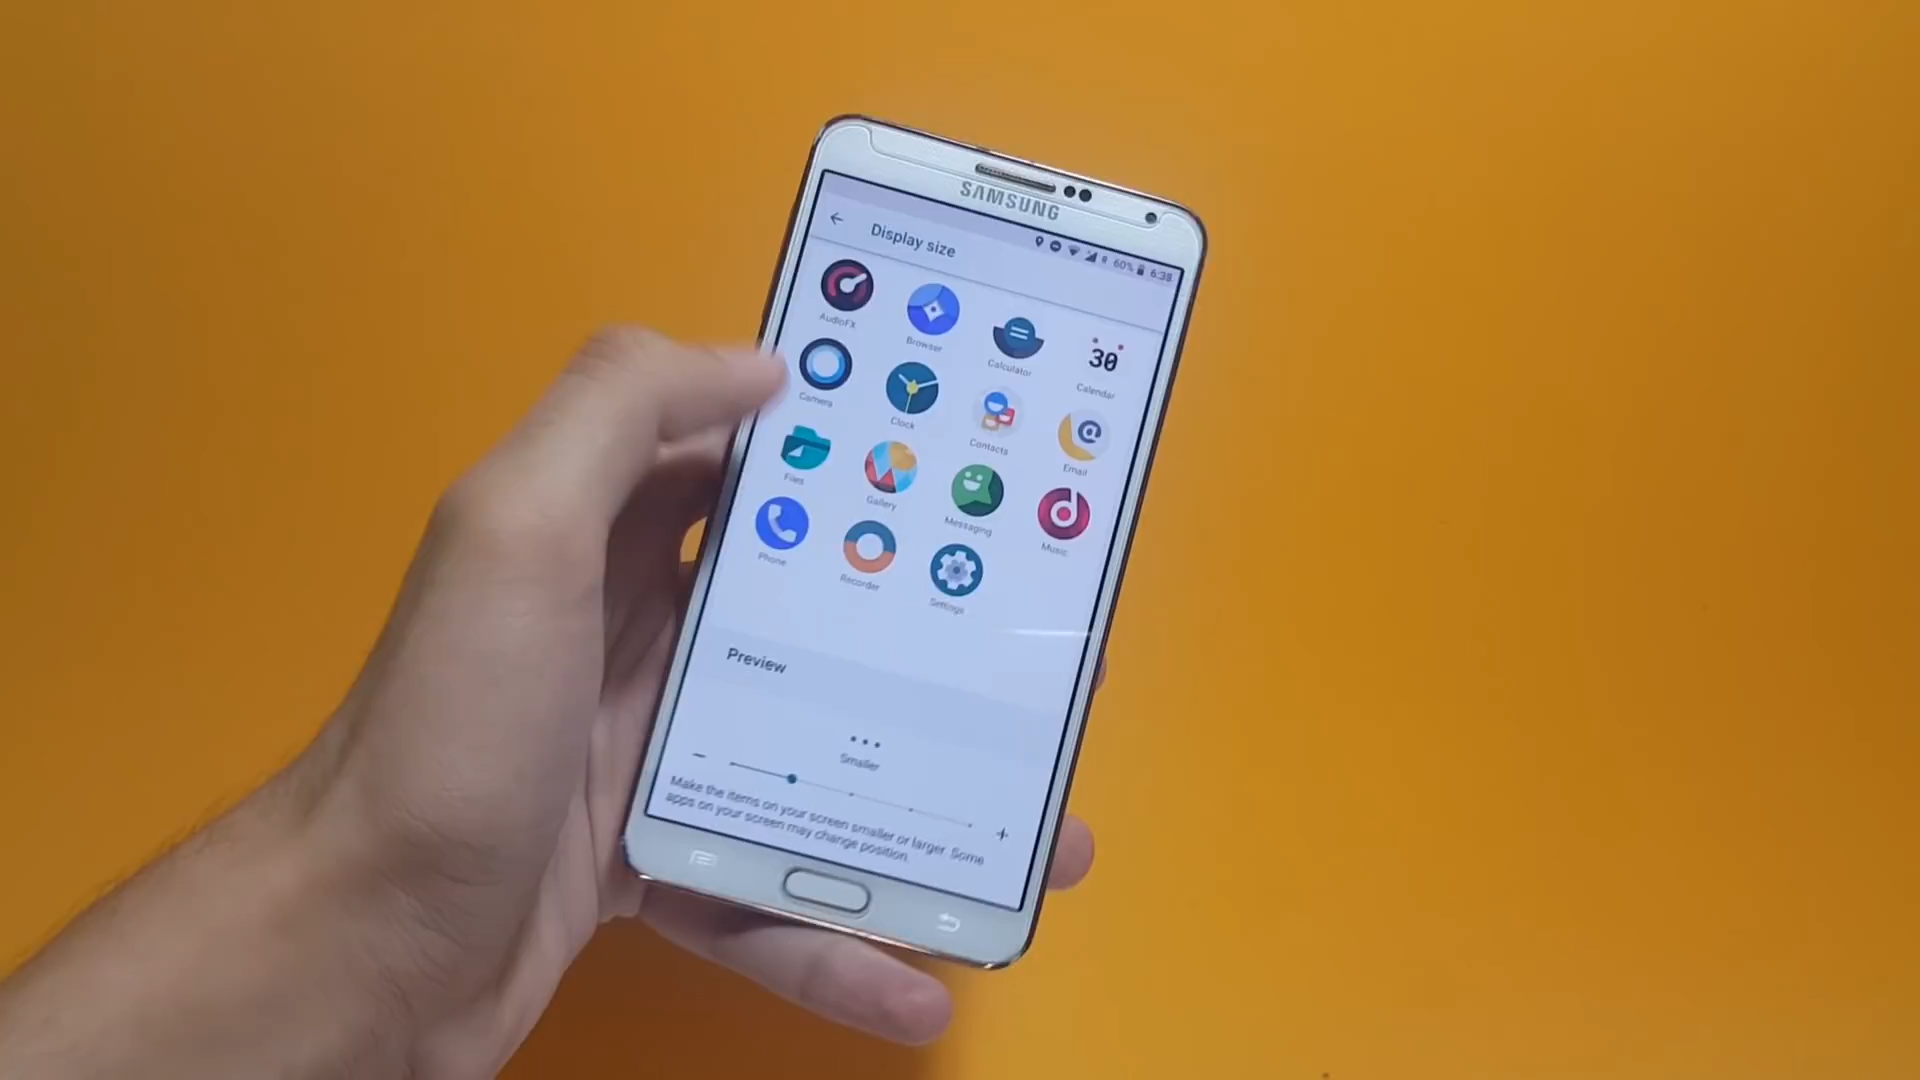 SAMSUNG
Display size
60% 6:38
AudioFX
Browser
Calculator
30
Calendar
Camera
Clock
Contacts
@
Email
Files
Gallery
Messaging
Music
Phone
Recorder
Settings
Preview
Smaller
Make the items on your screen smaller or larger. Some
apps on your screen may change position.